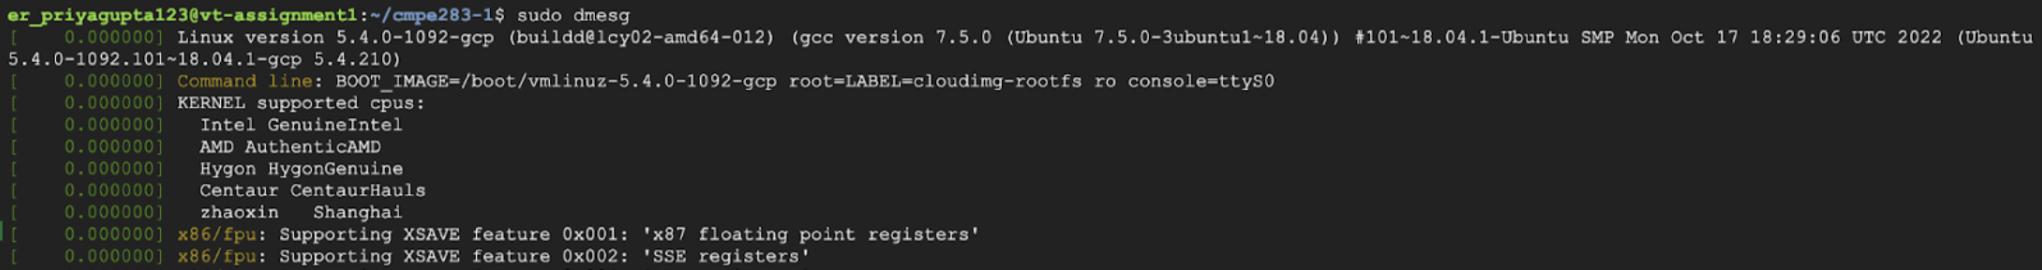 er_priyagupta123@vt-assignment1:~/cmpe283-1$ sudo dmesg
[    0.000000] Linux version 5.4.0-1092-gcp (buildd@lcy02-amd64-012) (gcc version 7.5.0 (Ubuntu 7.5.0-3ubuntu1~18.04)) #101~18.04.1-Ubuntu SMP Mon Oct 17 18:29:06 UTC 2022 (Ubuntu
5.4.0-1092.101~18.04.1-gcp 5.4.210)
[    0.000000] Command line: BOOT_IMAGE=/boot/vmlinuz-5.4.0-1092-gcp root=LABEL=cloudimg-rootfs ro console=ttyS0
[    0.000000] KERNEL supported cpus:
[    0.000000]   Intel GenuineIntel
[    0.000000]   AMD AuthenticAMD
[    0.000000]   Hygon HygonGenuine
[    0.000000]   Centaur CentaurHauls
[    0.000000]   zhaoxin   Shanghai
[    0.000000] x86/fpu: Supporting XSAVE feature 0x001: 'x87 floating point registers'
[    0.000000] x86/fpu: Supporting XSAVE feature 0x002: 'SSE registers'